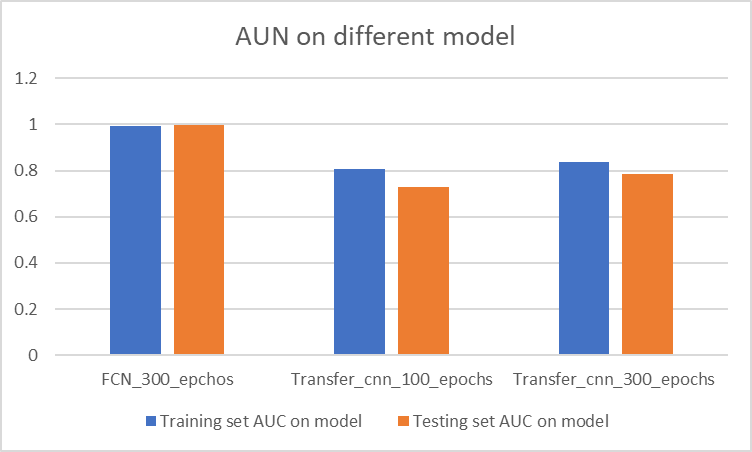 AUN on different model
1.2
1
0.8
0.6
0.4
0.2
0
FCN_300_epchos Transfer_cnn_100_epochs Transfer_cnn_300_epochs
Training set AUC on model Testing set AUC on model